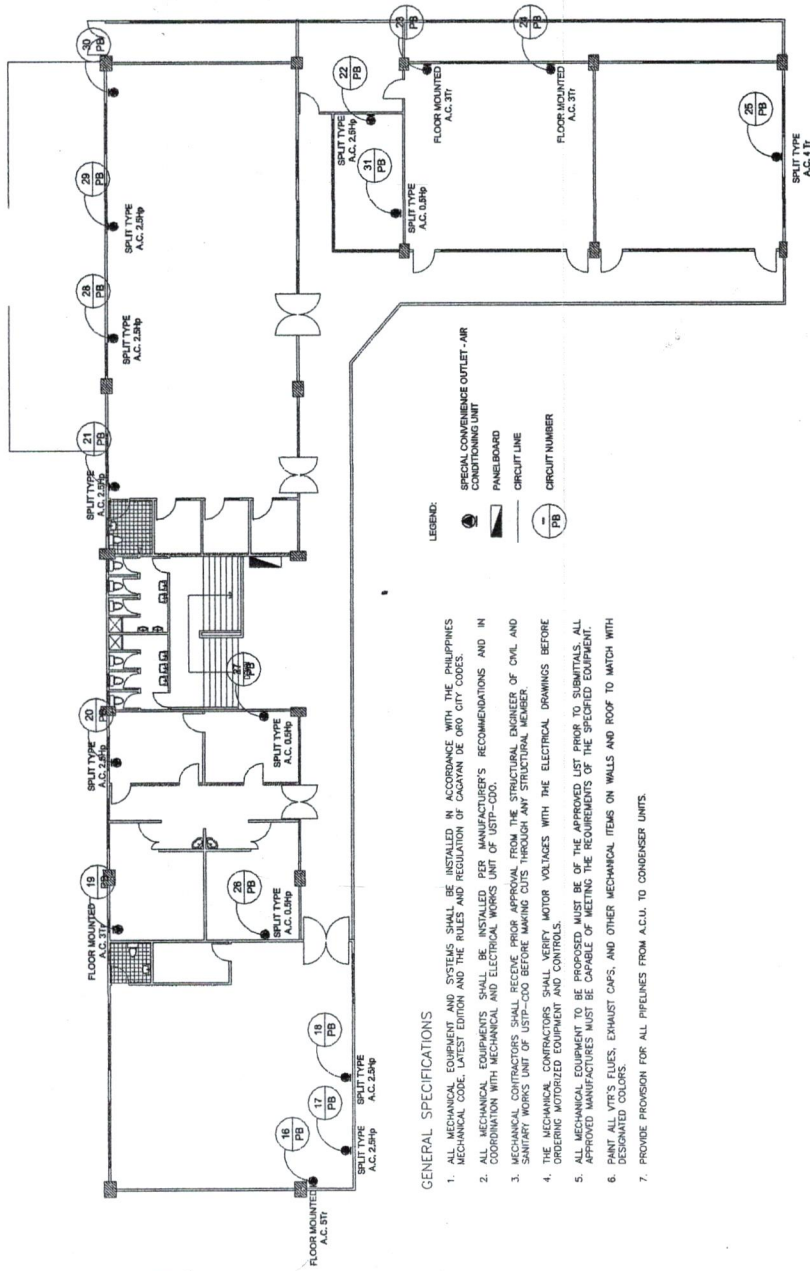 FLOOR MOUNTED
A.C. 5Tr
16
PB
17
PB
SPLIT TYPE
A.C. 2.5Hp
18
PB
SPLIT TYPE
A.C. 2.5Hp
FLOOR MOUNTED
A.C. 3Tr
19
PB
26
PB
SPLIT TYPE
A.C. 0.5Hp
SPLIT TYPE
A.C. 2.5Hp
20
PB
27
PB
SPLIT TYPE
A.C. 0.5Hp
SPLIT TYPE
A.C. 2.5Hp
21
PB
28
PB
SPLIT TYPE
A.C. 2.5Hp
29
PB
SPLIT TYPE
A.C. 2.5Hp
30
PB
22
PB
SPLIT TYPE
A.C. 2.5Hp
31
PB
SPLIT TYPE
A.C. 0.5Hp
23
PB
FLOOR MOUNTED
A.C. 3Tr
24
PB
FLOOR MOUNTED
A.C. 3Tr
25
PB
SPLIT TYPE
A.C. 4 Tr
GENERAL SPECIFICATIONS
1. ALL MECHANICAL EQUIPMENT AND SYSTEMS SHALL BE INSTALLED IN ACCORDANCE WITH THE PHILIPPINES
MECHANICAL CODE, LATEST EDITION AND THE RULES AND REGULATION OF CAGAYAN DE ORO CITY CODES.
2. ALL MECHANICAL EQUIPMENTS SHALL BE INSTALLED PER MANUFACTURER'S RECOMMENDATIONS AND IN
COORDINATION WITH MECHANICAL AND ELECTRICAL WORKS UNIT OF USTP-CDO.
3. MECHANICAL CONTRACTORS SHALL RECEIVE PRIOR APPROVAL FROM THE STRUCTURAL ENGINEER OF CIVIL AND
SANITARY WORKS UNIT OF USTP-CDO BEFORE MAKING CUTS THROUGH ANY STRUCTURAL MEMBER.
4. THE MECHANICAL CONTRACTORS SHALL VERIFY MOTOR VOLTAGES WITH THE ELECTRICAL DRAWINGS BEFORE
ORDERING MOTORIZED EQUIPMENT AND CONTROLS.
5. ALL MECHANICAL EQUIPMENT TO BE PROPOSED MUST BE OF THE APPROVED LIST PRIOR TO SUBMITTALS. ALL
APPROVED MANUFACTURES MUST BE CAPABLE OF MEETING THE REQUIREMENTS OF THE SPECIFIED EQUIPMENT.
6. PAINT ALL VTR'S FLUES, EXHAUST CAPS, AND OTHER MECHANICAL ITEMS ON WALLS AND ROOF TO MATCH WITH
DESIGNATED COLORS.
7. PROVIDE PROVISION FOR ALL PIPELINES FROM A.C.U. TO CONDENSER UNITS.
LEGEND:
SPECIAL CONVENIENCE OUTLET - AIR
CONDITIONING UNIT
PANELBOARD
CIRCUIT LINE
PB
CIRCUIT NUMBER